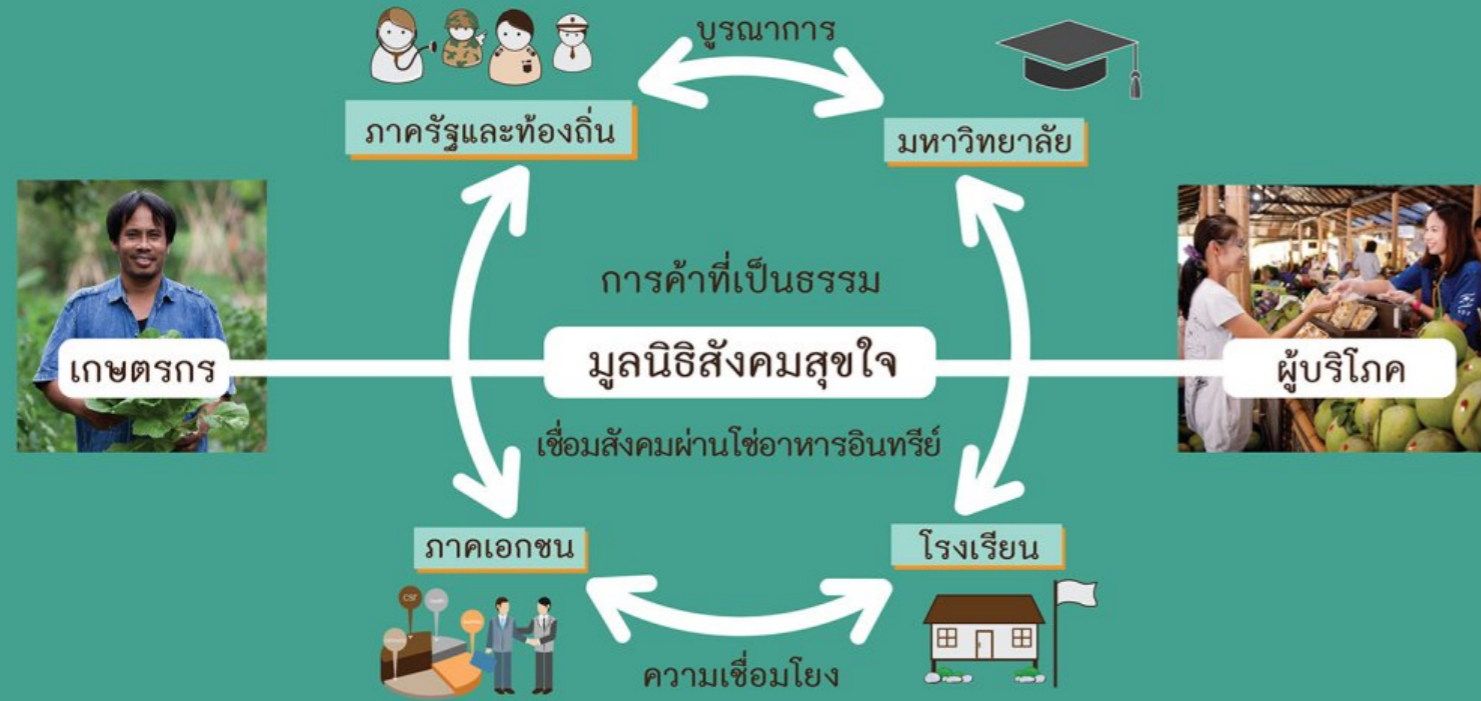 บูรณาการ
ภาครัฐและท้องถิ่น
มหาวิทยาลัย
การค้าที่เป็นธรรม
เกษตรกร
มูลนิธิสังคมสุขใจ
ผู้บริโภค
เชื่อมสังคมผ่านโซ่อาหารอินทรีย์
ภาคเอกชน
โรงเรียน
CSR
ความเชื่อมโยง